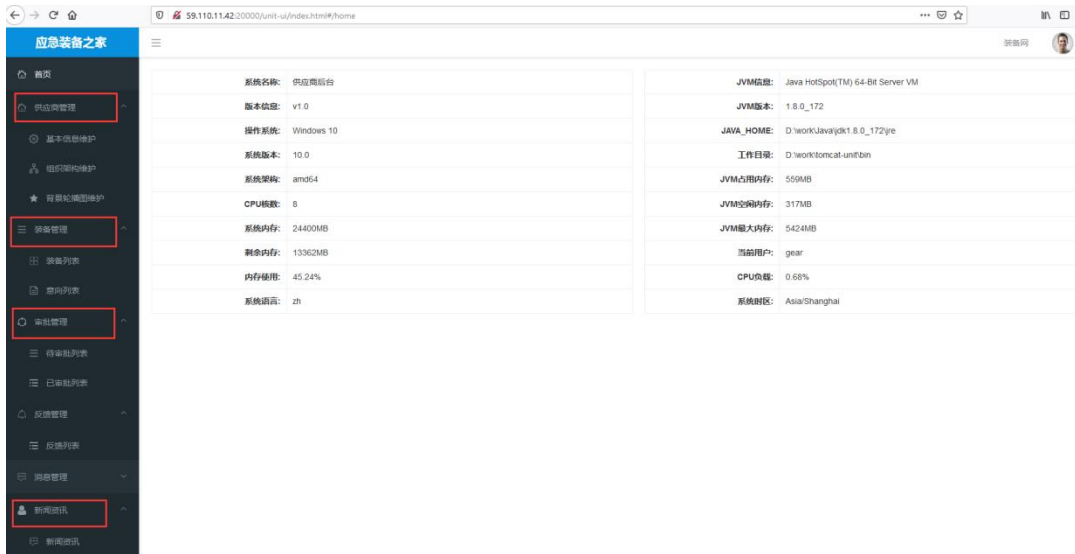 59.110.11.42:20000/unit-ui/index.html#/home
应急装备之家
装备网
首页
供应商管理
基本信息维护
组织架构维护
背景轮播图维护
装备管理
装备列表
意向列表
审批管理
待审批列表
已审批列表
反馈管理
反馈列表
消息管理
新闻资讯
新闻资讯
系统名称: 供应商后台
版本信息: v1.0
操作系统: Windows 10
系统版本: 10.0
系统架构: amd64
CPU核数: 8
系统内存: 24400MB
剩余内存: 13362MB
内存使用: 45.24%
系统语言: zh
JVM信息: Java HotSpot(TM) 64-Bit Server VM
JVM版本: 1.8.0_172
JAVA_HOME: D:\work\Java\jdk1.8.0_172\jre
工作目录: D:\work\tomcat-unit\bin
JVM占用内存: 559MB
JVM空闲内存: 317MB
JVM最大内存: 5424MB
当前用户: gear
CPU负载: 0.68%
系统时区: Asia/Shanghai